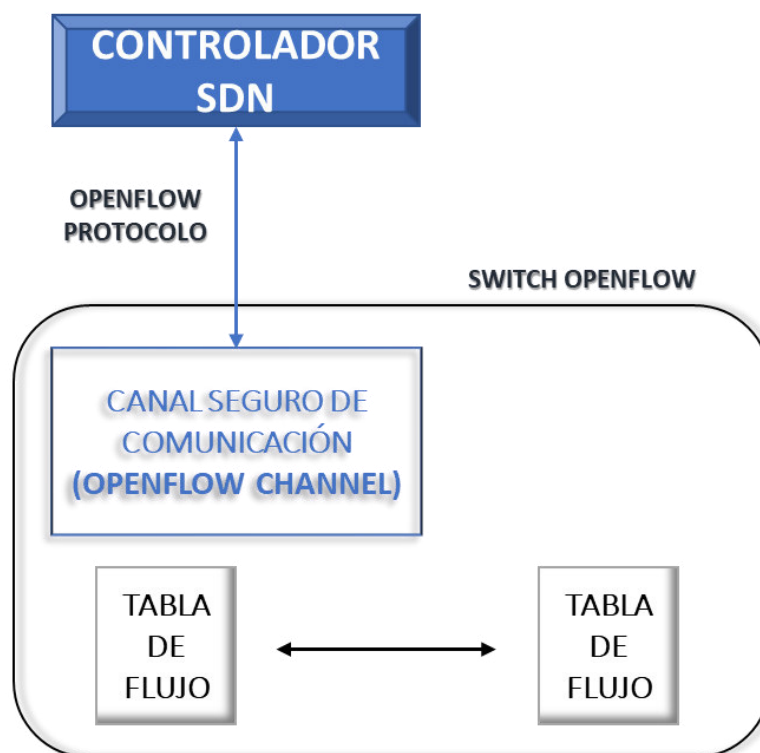 CONTROLADOR
SDN
OPENFLOW
PROTOCOLO
SWITCH OPENFLOW
CANAL SEGURO DE
COMUNICACIÓN
(OPENFLOW CHANNEL)
TABLA
DE
FLUJO
TABLA
DE
FLUJO